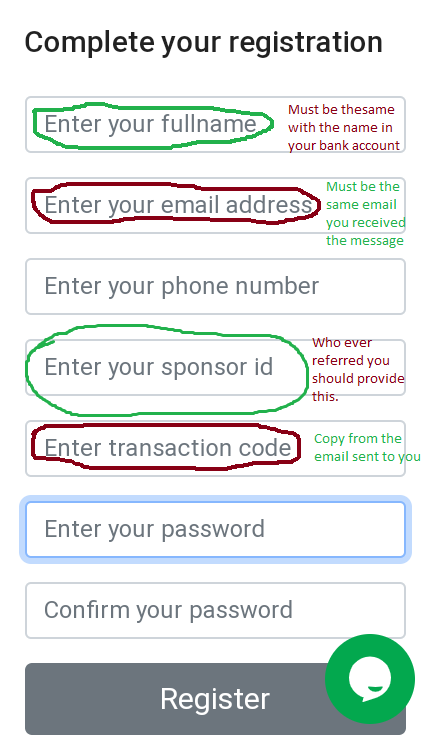 Complete your registration
Enter your fullname
Must be thesame
with the name in
your bank account
Enter your email address
Must be the
same email
you received
the message
Enter your phone number
Enter your sponsor id
Who ever
referred you
should provide
this.
Enter transaction code
Copy from the
email sent to you
Enter your password
Confirm your password
Register